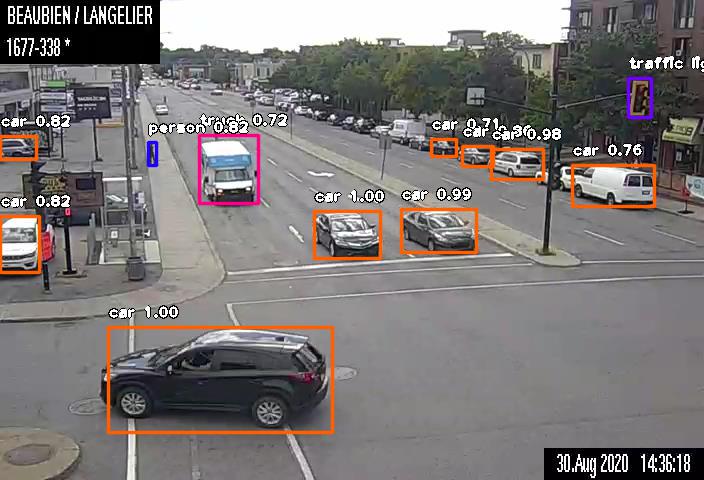 BEAUBIEN / LANGELIER
1677-338 *
traffic lig
car 0.82
person 0.82
0.72
car 0.71
car
car 0.98
car 0.76
car 0.82
car 1.00
car 0.99
car 1.00
30.Aug 2020 14:36:18